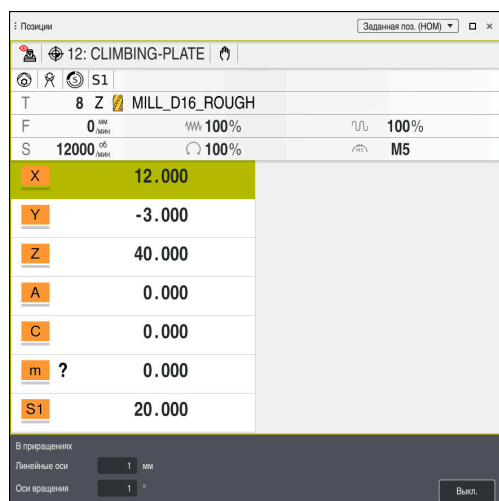 Позиции Заданная поз. (НОМ)
12: CLIMBING-PLATE
S S1
T 8 Z MILL_D16_ROUGH
F 0 мм/мин 100% 100%
S 12000 об/мин 100% M5
X 12.000
Y -3.000
Z 40.000
A 0.000
C 0.000
m ? 0.000
S1 20.000
В приращениях
Линейные оси 1 мм
Оси вращения 1 ° Выкл.